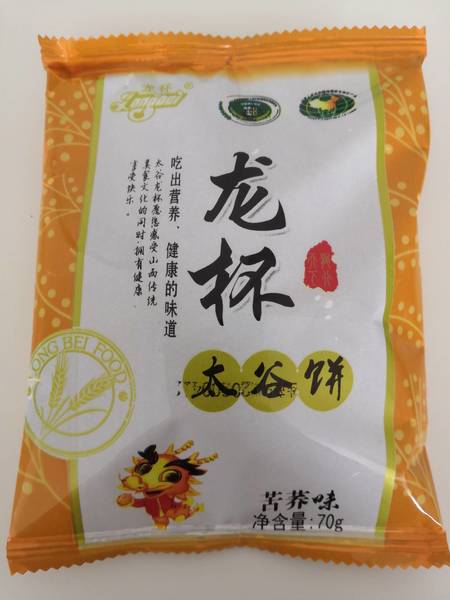 龙杯
Longbei
®
吃出营养、健康的味道
太谷龙杯愿您感受山西传统
美食文化的同时,拥有健康、
享受快乐。
龙杯
太谷饼
LONG BEI FOOD
苦荞味
净含量:70g